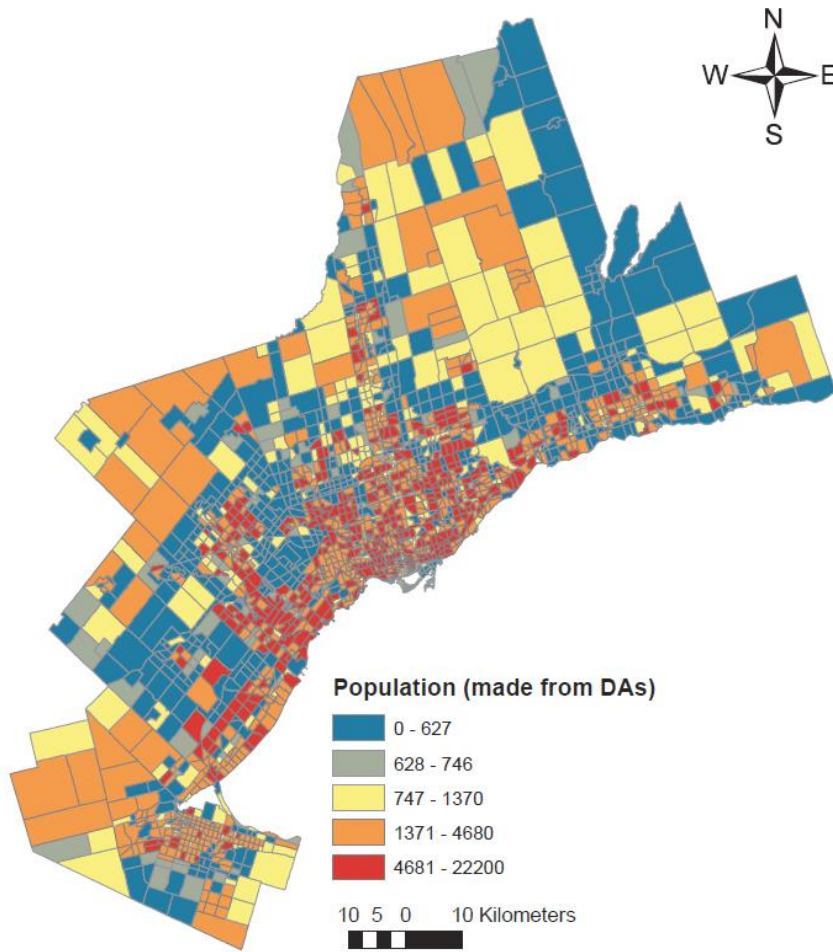 N
W E
S
Population (made from DAs)
0 - 627
628 - 746
747 - 1370
1371 - 4680
4681 - 22200
10 5 0 10 Kilometers